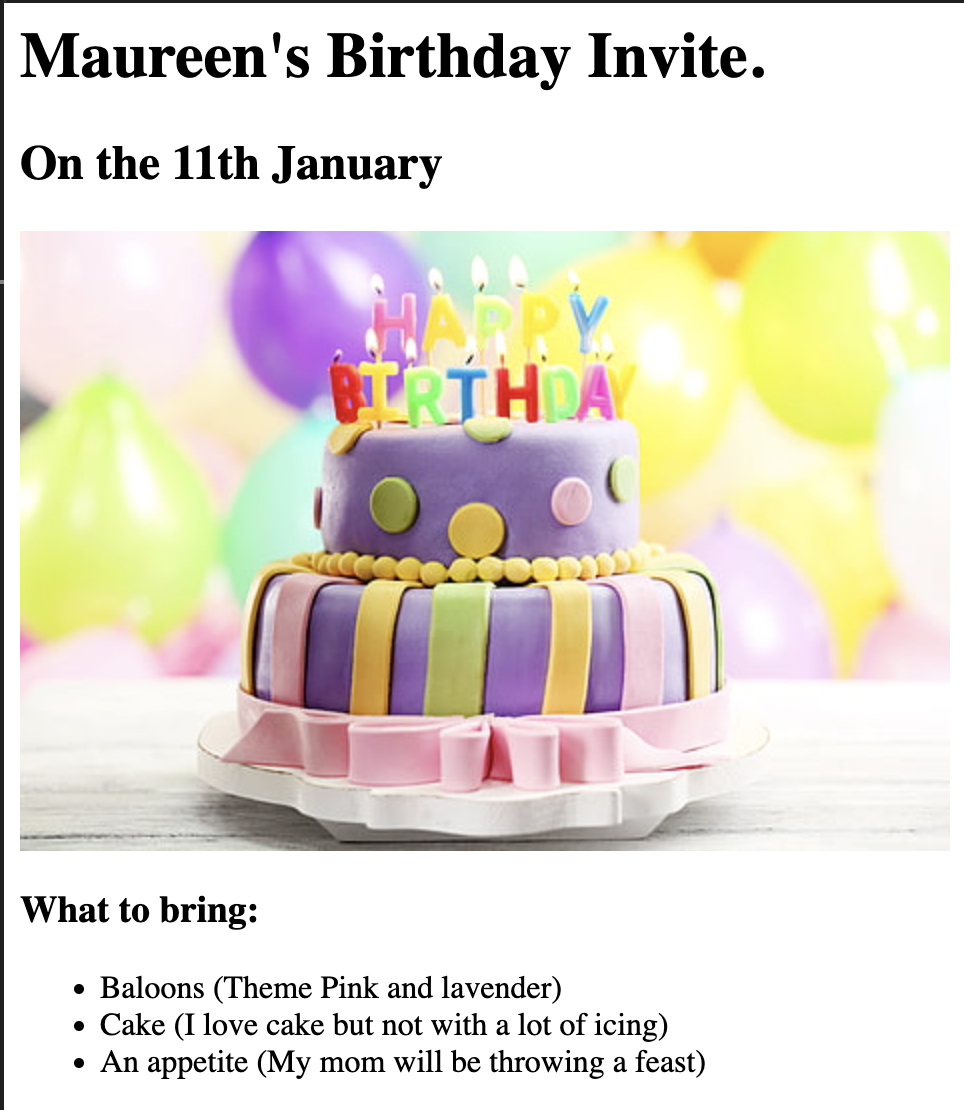 Maureen's Birthday Invite.
On the 11th January
HAPPY
BIRTHDAY
What to bring:
Baloons (Theme Pink and lavender)
Cake (I love cake but not with a lot of icing)
An appetite (My mom will be throwing a feast)